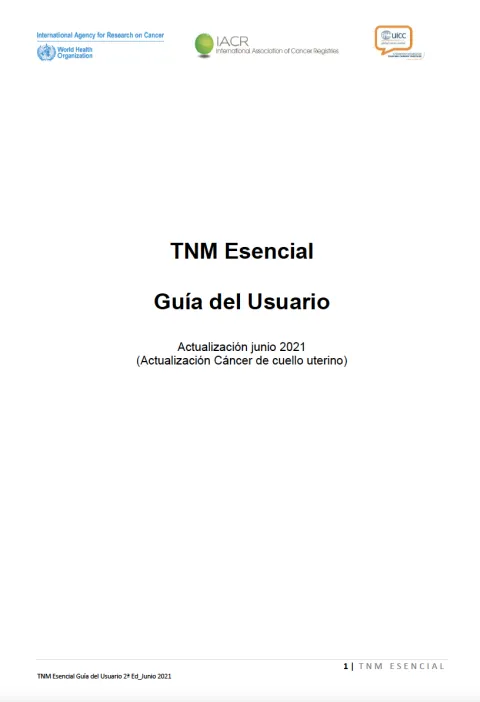 International Agency for Research on Cancer
World Health
Organization
IACR
International Association of Cancer Registries
UICC
TNM Esencial
Guía del Usuario
Actualización junio 2021
(Actualización Cáncer de cuello uterino)
1 | TNM ESENCIAL
TNM Esencial Guía del Usuario 2ª Ed_Junio 2021